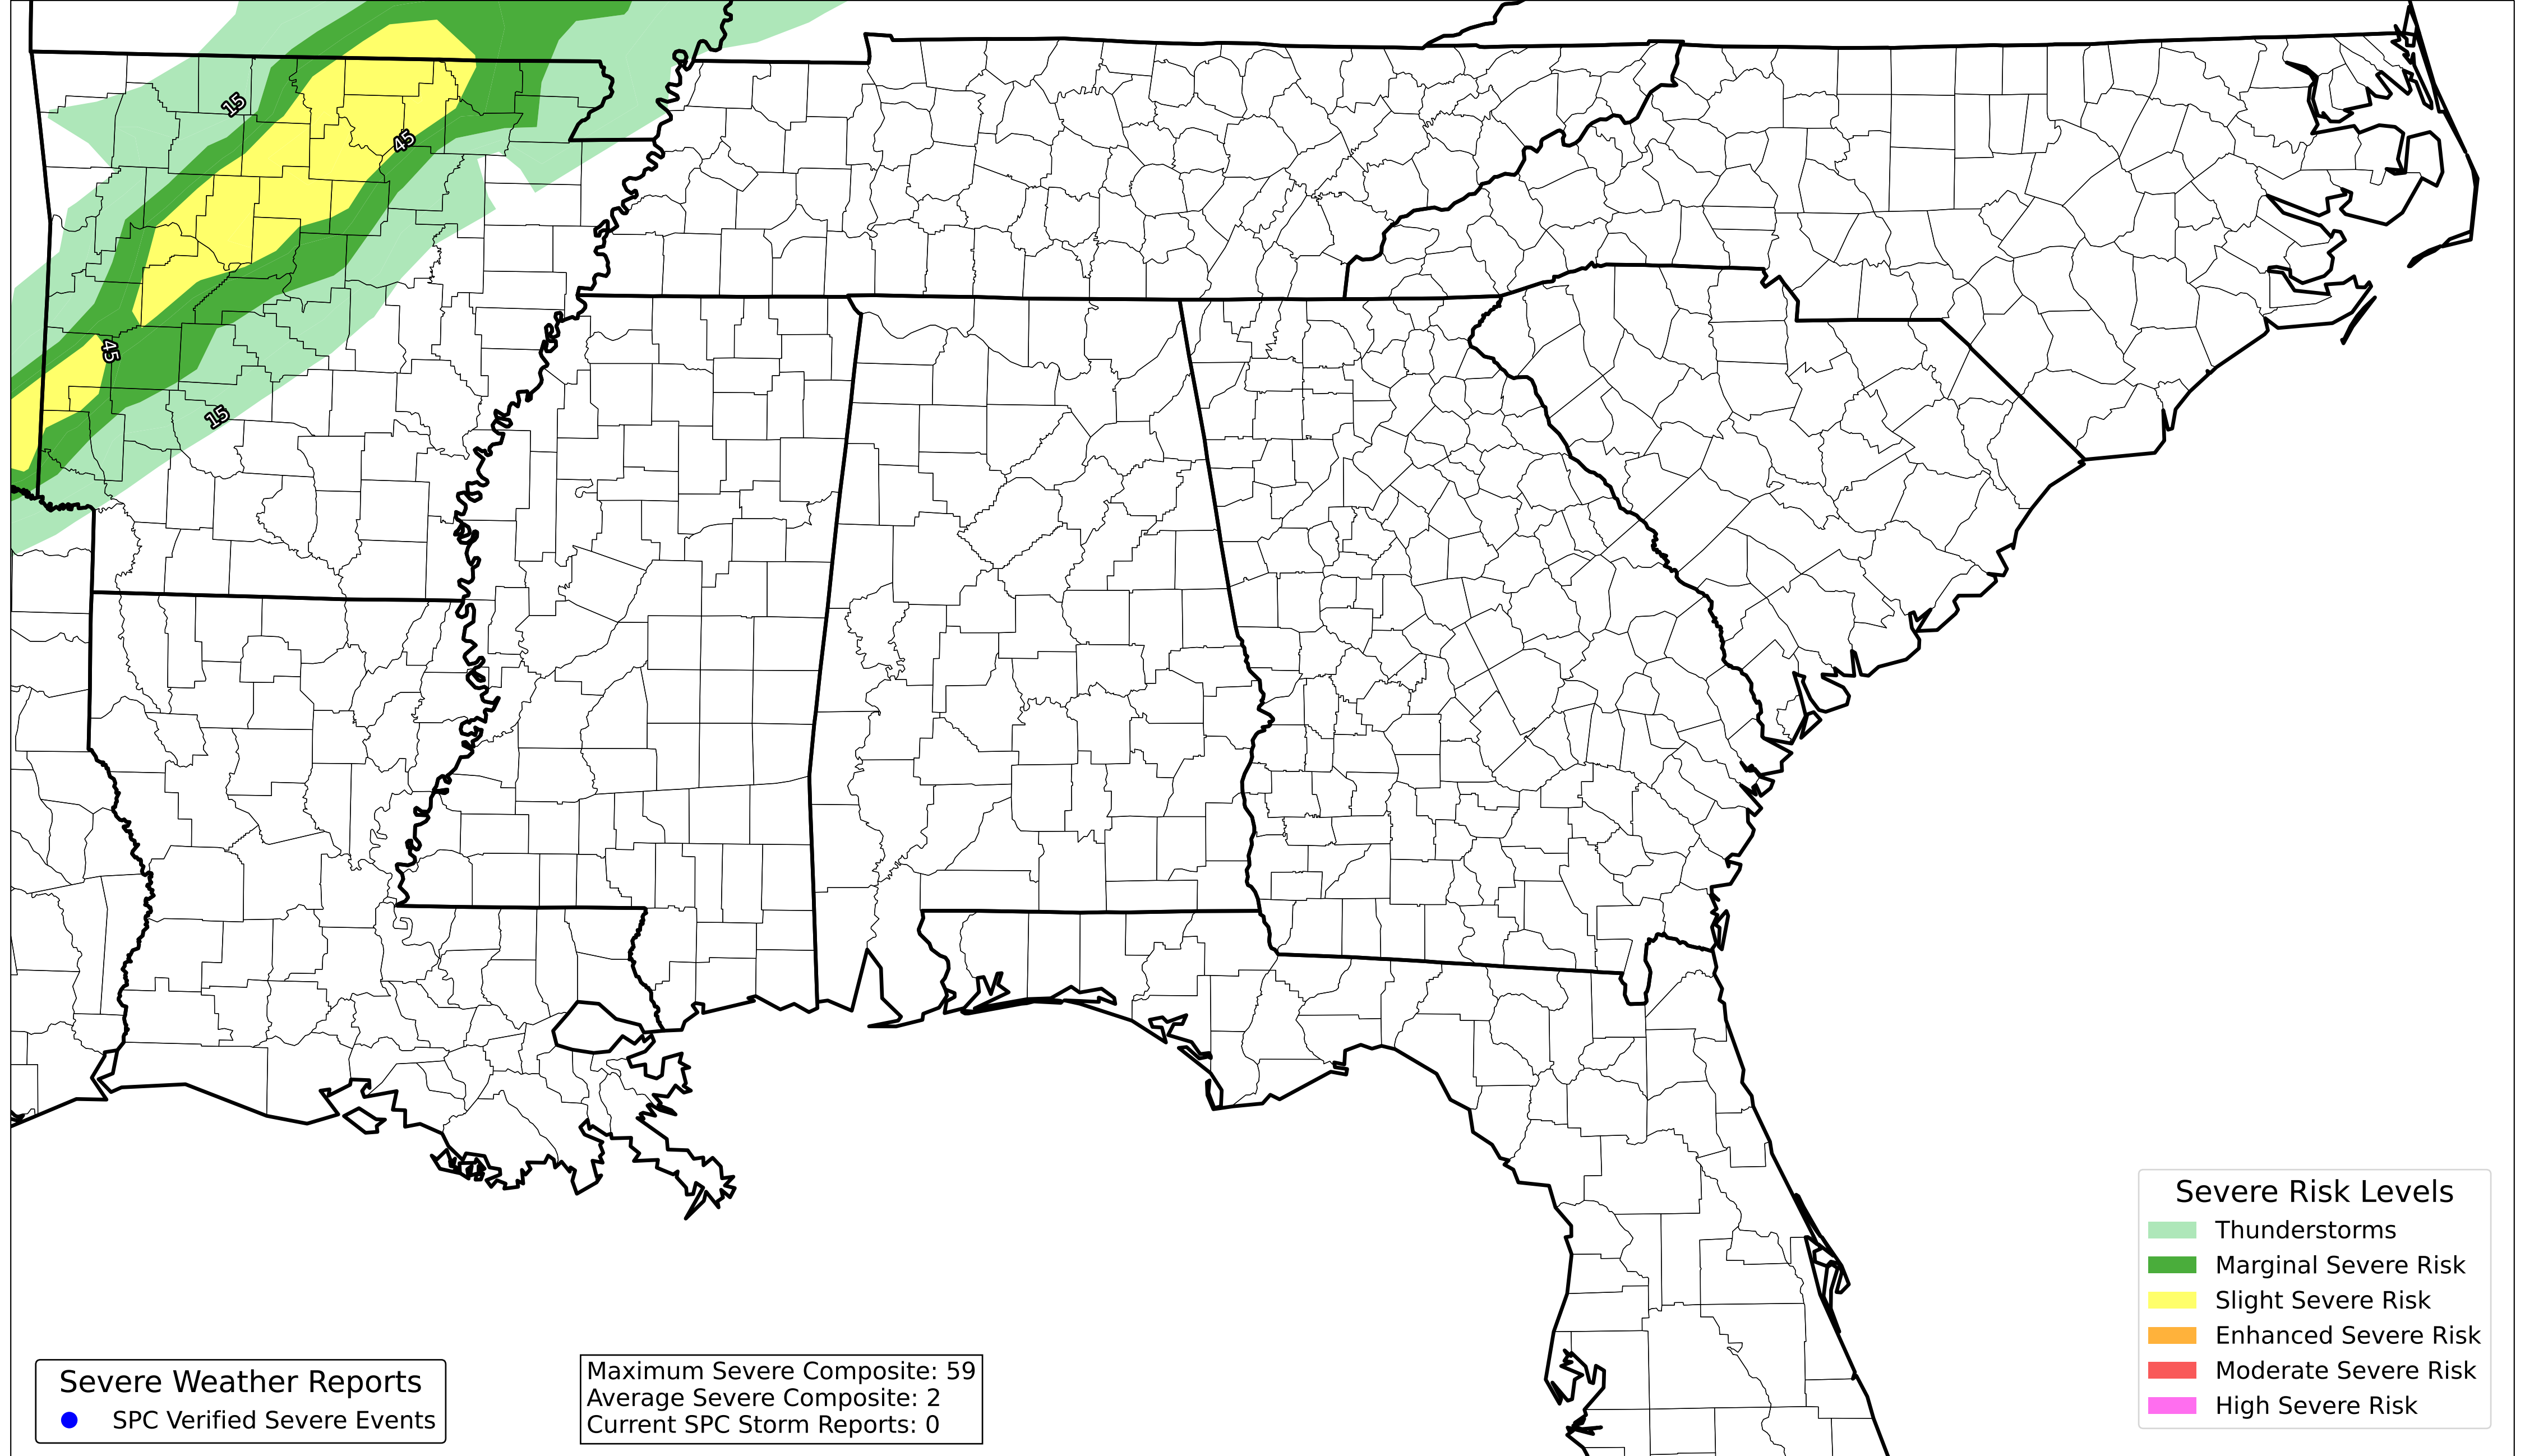 15
45
45
15
Severe Risk Levels
Thunderstorms
Marginal Severe Risk
Slight Severe Risk
Enhanced Severe Risk
Moderate Severe Risk
High Severe Risk
Severe Weather Reports
SPC Verified Severe Events
Maximum Severe Composite: 59
Average Severe Composite: 2
Current SPC Storm Reports: 0